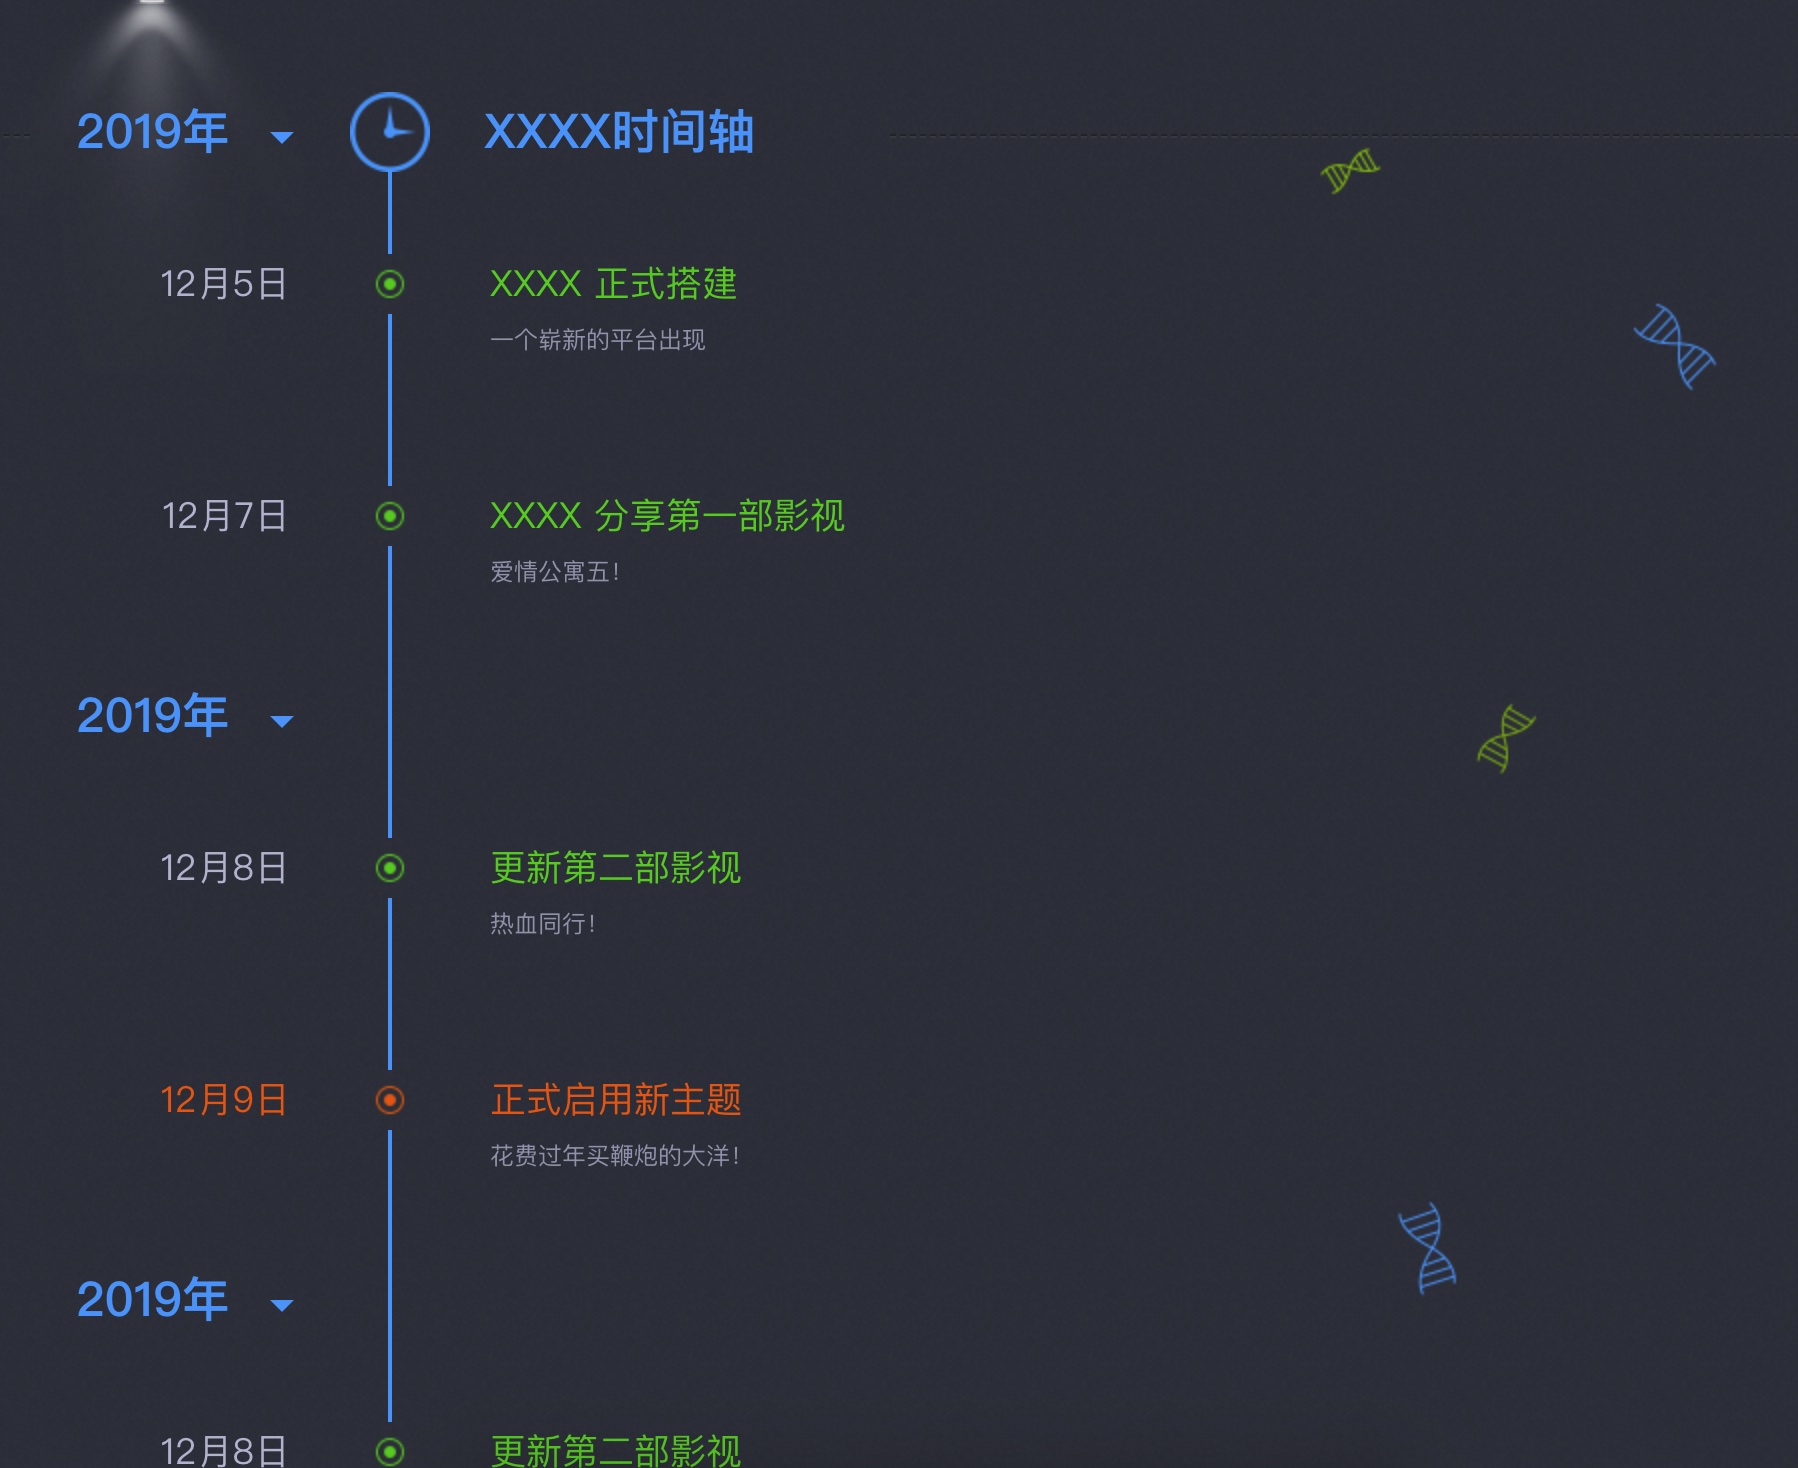 2019年
XXXX时间轴
12月5日
XXXX 正式搭建
一个崭新的平台出现
12月7日
XXXX 分享第一部影视
爱情公寓五！
2019年
12月8日
更新第二部影视
热血同行！
12月9日
正式启用新主题
花费过年买鞭炮的大洋！
2019年
12月8日
更新第二部影视